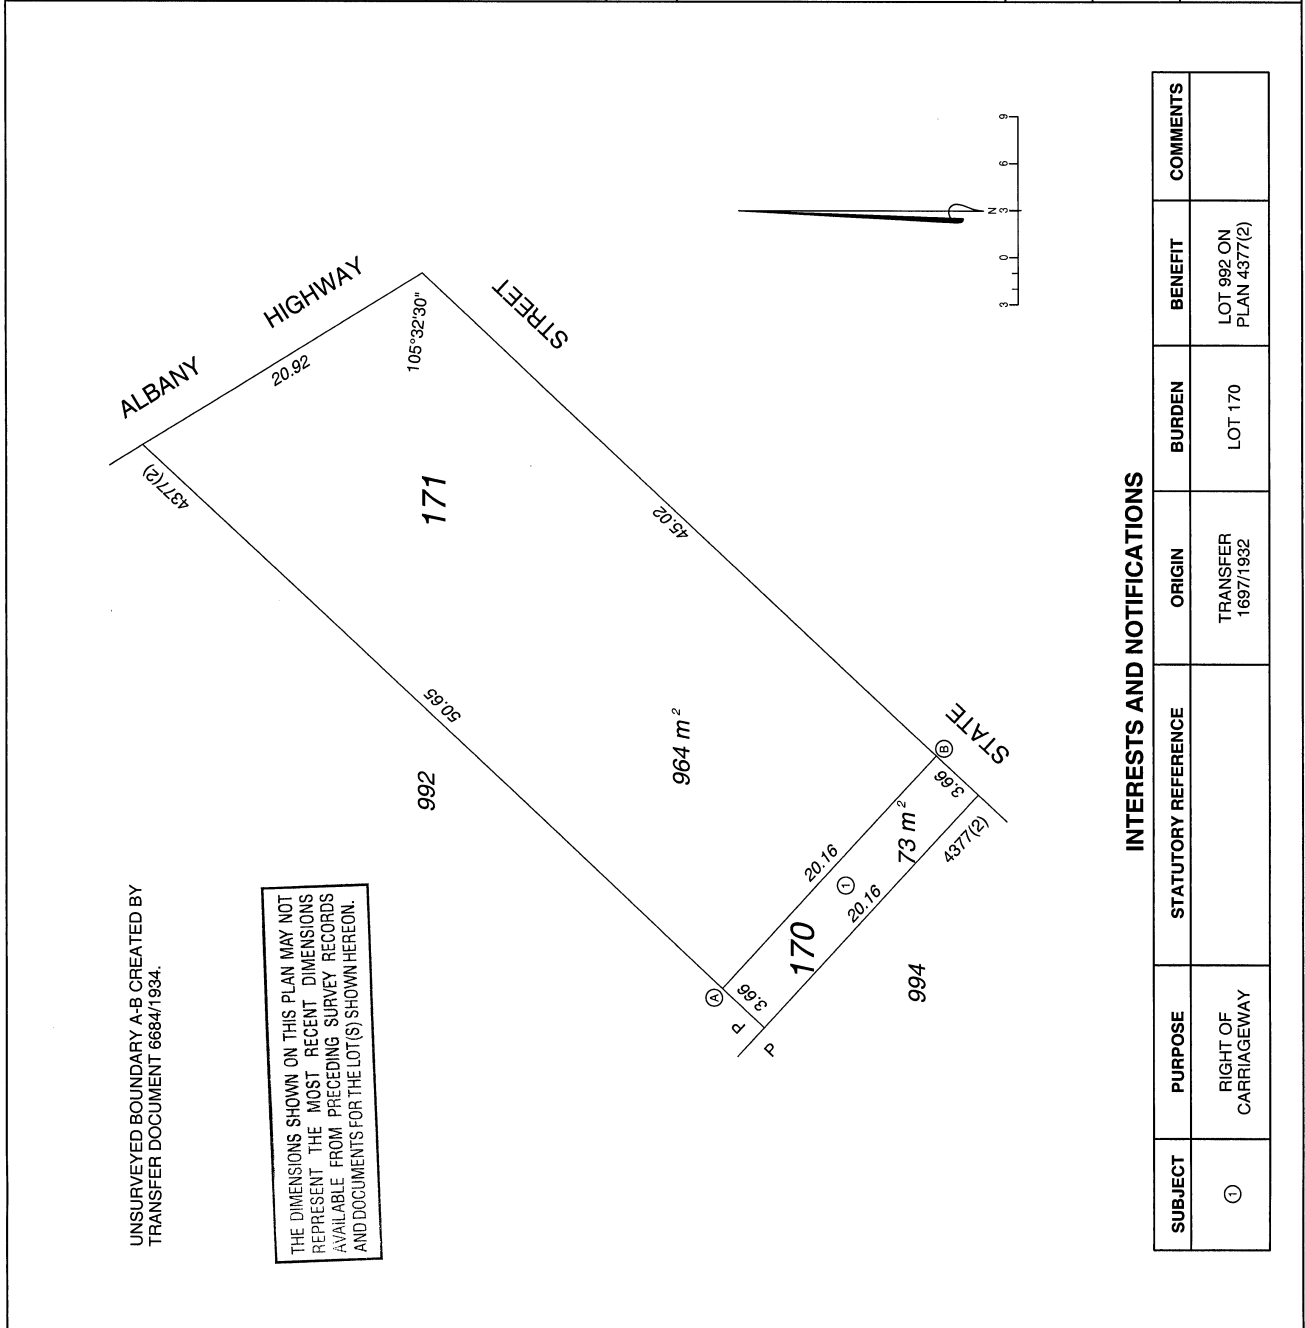 UNSURVEYED BOUNDARY A-B CREATED BY
TRANSFER DOCUMENT 6684/1934.
THE DIMENSIONS SHOWN ON THIS PLAN MAY NOT
REPRESENT THE MOST RECENT DIMENSIONS
AVAILABLE FROM PRECEDING SURVEY RECORDS
AND DOCUMENTS FOR THE LOT(S) SHOWN HEREON.
ALBANY HIGHWAY
20.92
4377(2)
105°32'30"
STREET
171
45.02
50.65
992
964 m²
STATE
B
3.66
20.16
73 m²
4377(2)
1
20.16
170
A
3.66
P
P
994
N
3 0 3 6 9
INTERESTS AND NOTIFICATIONS
SUBJECT PURPOSE STATUTORY REFERENCE ORIGIN BURDEN BENEFIT COMMENTS
1 RIGHT OF CARRIAGEWAY TRANSFER 1697/1932 LOT 170 LOT 992 ON PLAN 4377(2)